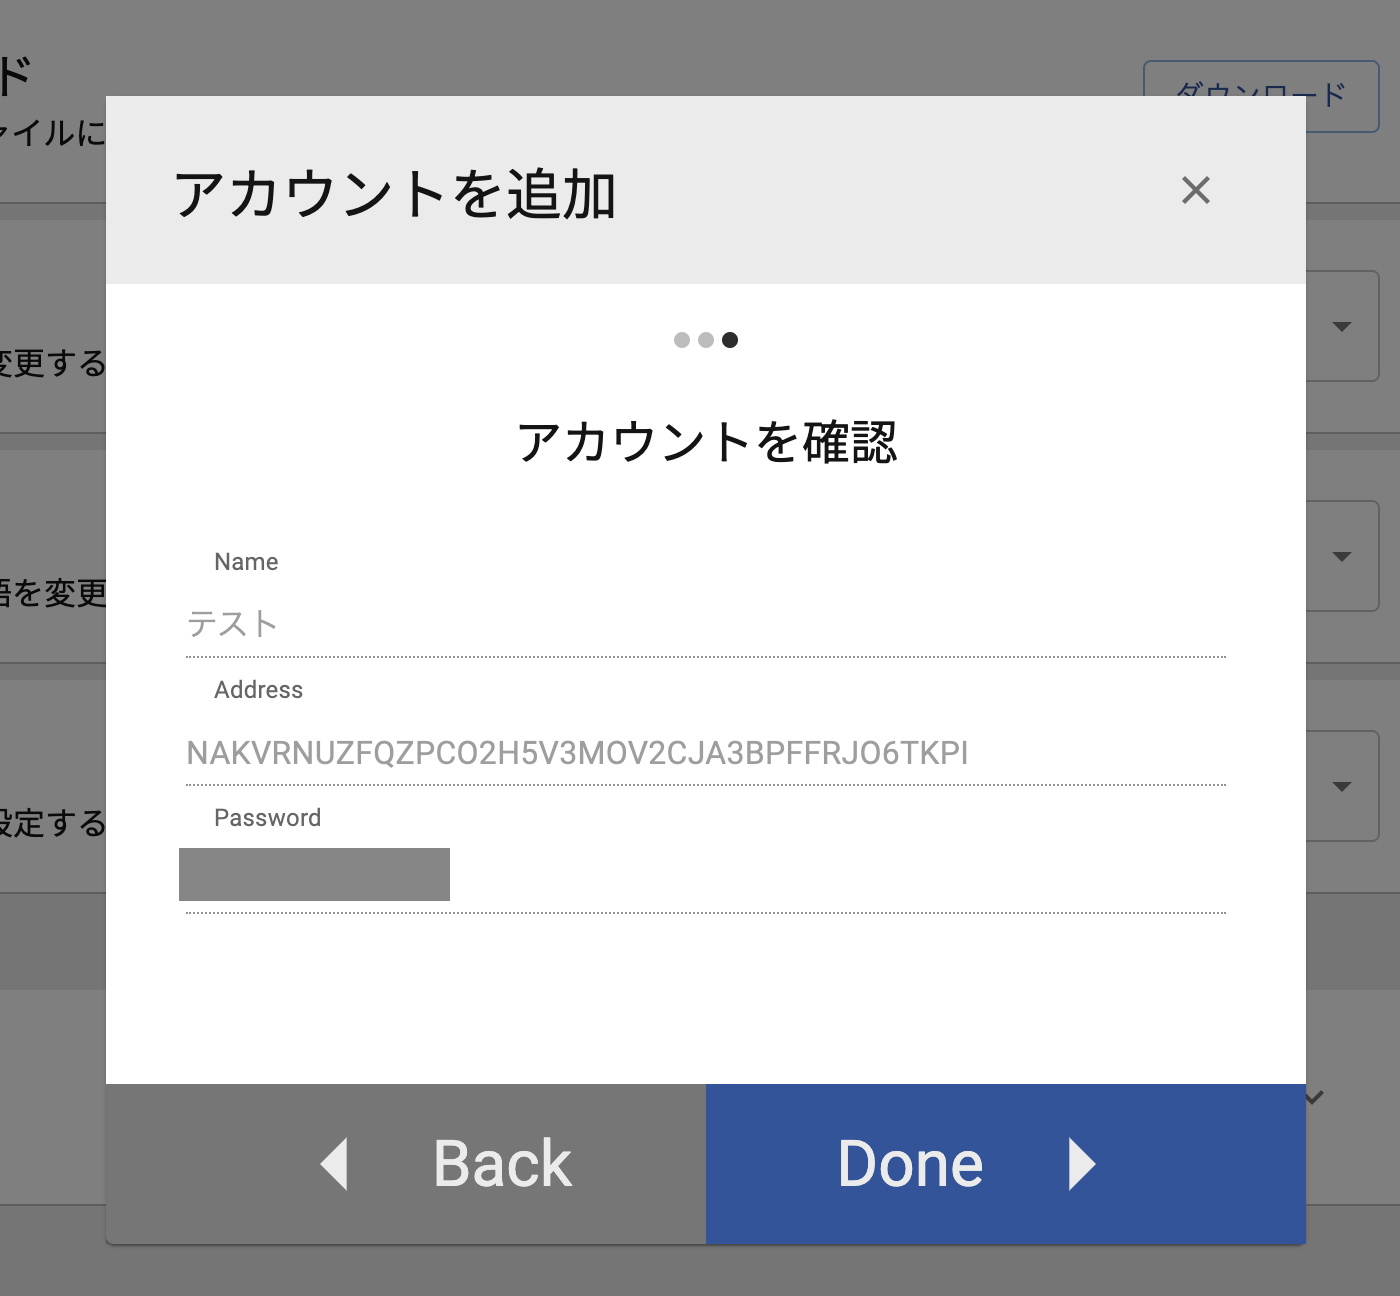 ド
ダウンロード
ァイルに
アカウントを追加
変更する
アカウントを確認
Name
語を変更
テスト
Address
NAKVRNUZFQZPCO2H5V3MOV2CJA3BPFFRJO6TKPI
設定する
Password
Back
Done